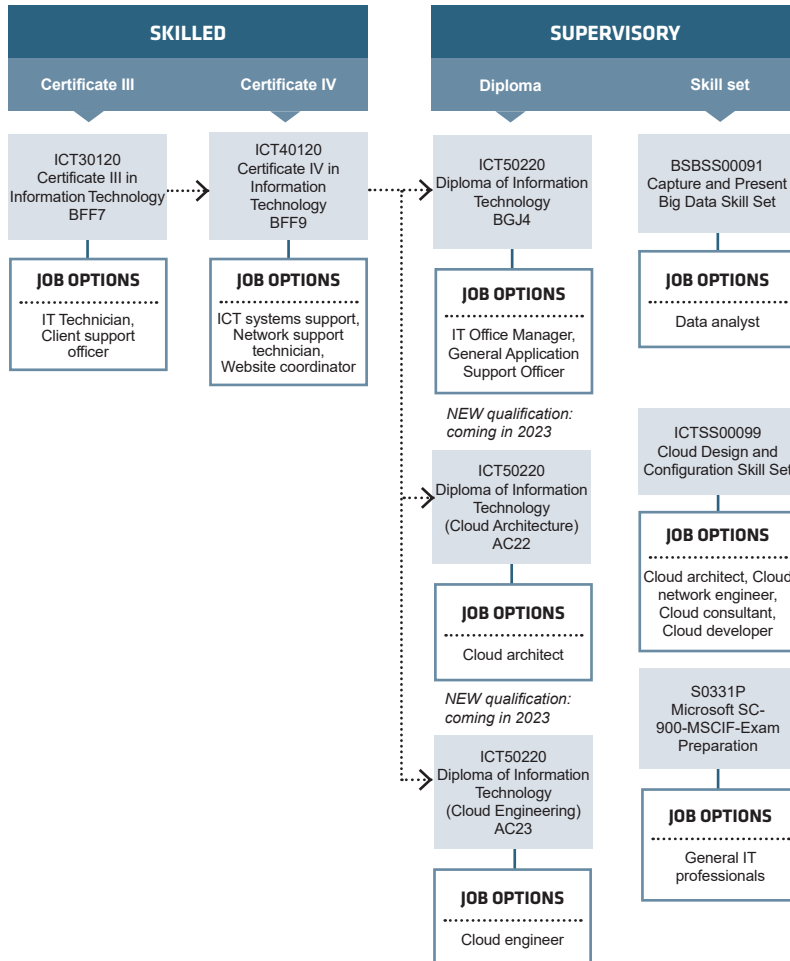 SKILLED
Certificate III
Certificate IV
ICT30120
Certificate III in
Information Technology
BFF7
JOB OPTIONS
IT Technician,
Client support
officer
ICT40120
Certificate IV in
Information
Technology
BFF9
JOB OPTIONS
ICT systems support,
Network support
technician,
Website coordinator
SUPERVISORY
Diploma
Skill set
ICT50220
Diploma of Information
Technology
BGJ4
JOB OPTIONS
IT Office Manager,
General Application
Support Officer
NEW qualification:
coming in 2023
ICT50220
Diploma of Information
Technology
(Cloud Architecture)
AC22
JOB OPTIONS
Cloud architect
NEW qualification:
coming in 2023
ICT50220
Diploma of Information
Technology
(Cloud Engineering)
AC23
JOB OPTIONS
Cloud engineer
BSBSS00091
Capture and Present
Big Data Skill Set
JOB OPTIONS
Data analyst
ICTSS00099
Cloud Design and
Configuration Skill Set
JOB OPTIONS
Cloud architect, Cloud
network engineer,
Cloud consultant,
Cloud developer
S0331P
Microsoft SC-
900-MSCIF-Exam
Preparation
JOB OPTIONS
General IT
professionals